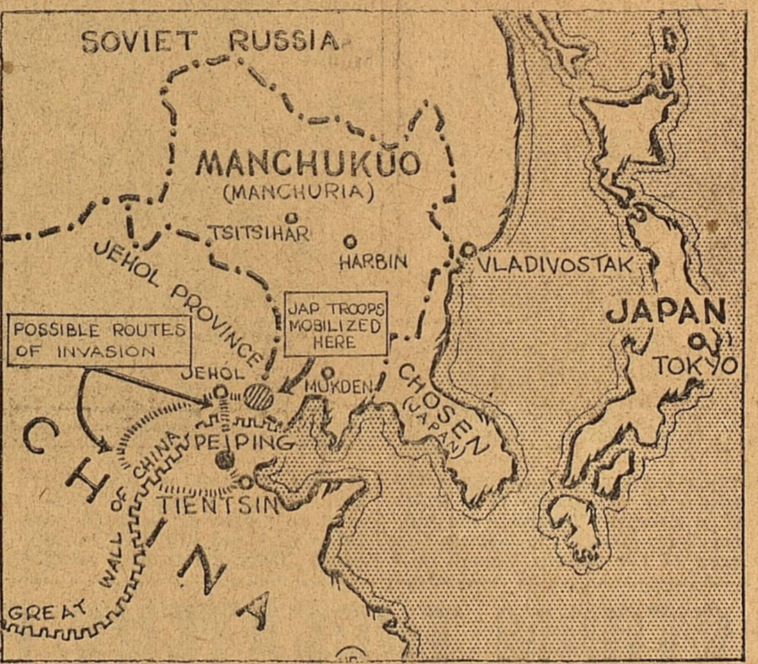 SOVIET RUSSIA
MANCHUKUO
(MANCHURIA)
TSITSIHAR
HARBIN
VLADIVOSTAK
JEHOL PROVINCE
JAP TROOPS
MOBILIZED
HERE
POSSIBLE ROUTES
OF INVASION
JAPAN
TOKYO
JEHOL
MUKDEN
CHOSEN
(JAPAN)
PEIPING
TIENTSIN
CHINA
GREAT WALL OF CHINA